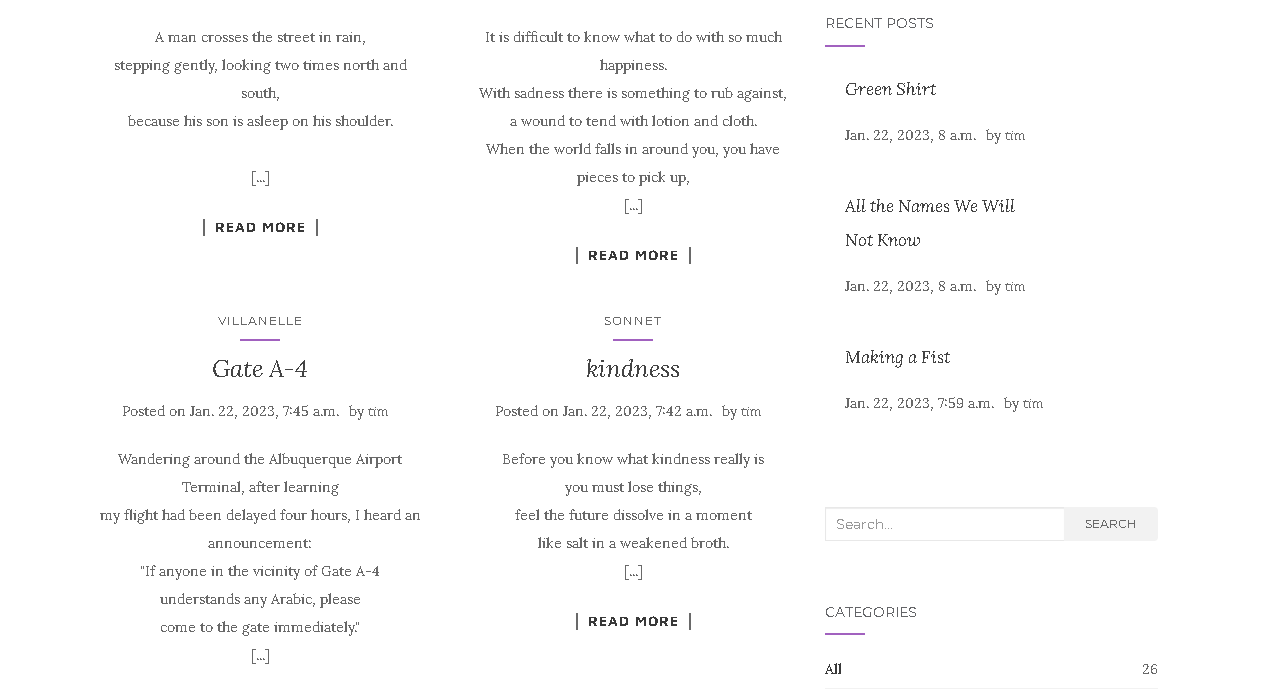 A man crosses the street in rain,
stepping gently, looking two times north and
south,
because his son is asleep on his shoulder.
[...]
READ MORE
It is difficult to know what to do with so much
happiness.
With sadness there is something to rub against,
a wound to tend with lotion and cloth.
When the world falls in around you, you have
pieces to pick up,
[...]
READ MORE
VILLANELLE
Gate A-4
Posted on Jan. 22, 2023, 7:45 a.m. by tim
Wandering around the Albuquerque Airport
Terminal, after learning
my flight had been delayed four hours, I heard an
announcement:
"If anyone in the vicinity of Gate A-4
understands any Arabic, please
come to the gate immediately."
[...]
SONNET
kindness
Posted on Jan. 22, 2023, 7:42 a.m. by tim
Before you know what kindness really is
you must lose things,
feel the future dissolve in a moment
like salt in a weakened broth.
[...]
READ MORE
RECENT POSTS
Green Shirt
Jan. 22, 2023, 8 a.m. by tim
All the Names We Will
Not Know
Jan. 22, 2023, 8 a.m. by tim
Making a Fist
Jan. 22, 2023, 7:59 a.m. by tim
Search...
SEARCH
CATEGORIES
All 26